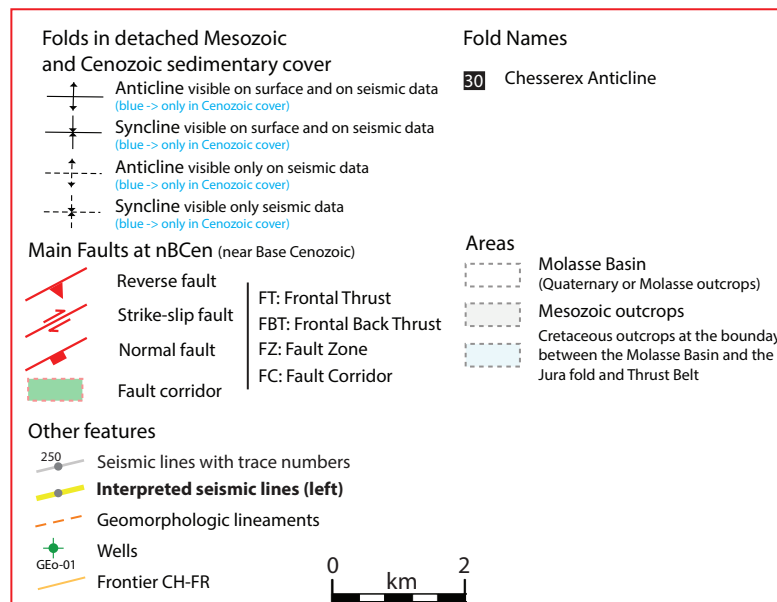 Folds in detached Mesozoic
and Cenozoic sedimentary cover
Anticline visible on surface and on seismic data
(blue -> only in Cenozoic cover)
Syncline visible on surface and on seismic data
(blue -> only in Cenozoic cover)
Anticline visible only on seismic data
(blue -> only in Cenozoic cover)
Syncline visible only seismic data
(blue -> only in Cenozoic cover)
Main Faults at nBCen (near Base Cenozoic)
Reverse fault
Strike-slip fault
Normal fault
Fault corridor
FT: Frontal Thrust
FBT: Frontal Back Thrust
FZ: Fault Zone
FC: Fault Corridor
Other features
250 Seismic lines with trace numbers
Interpreted seismic lines (left)
Geomorphologic lineaments
Wells
GEo-01
Frontier CH-FR
0 2
km
Fold Names
30 Chesserex Anticline
Areas
Molasse Basin
(Quaternary or Molasse outcrops)
Mesozoic outcrops
Cretaceous outcrops at the bounday
between the Molasse Basin and the
Jura fold and Thrust Belt